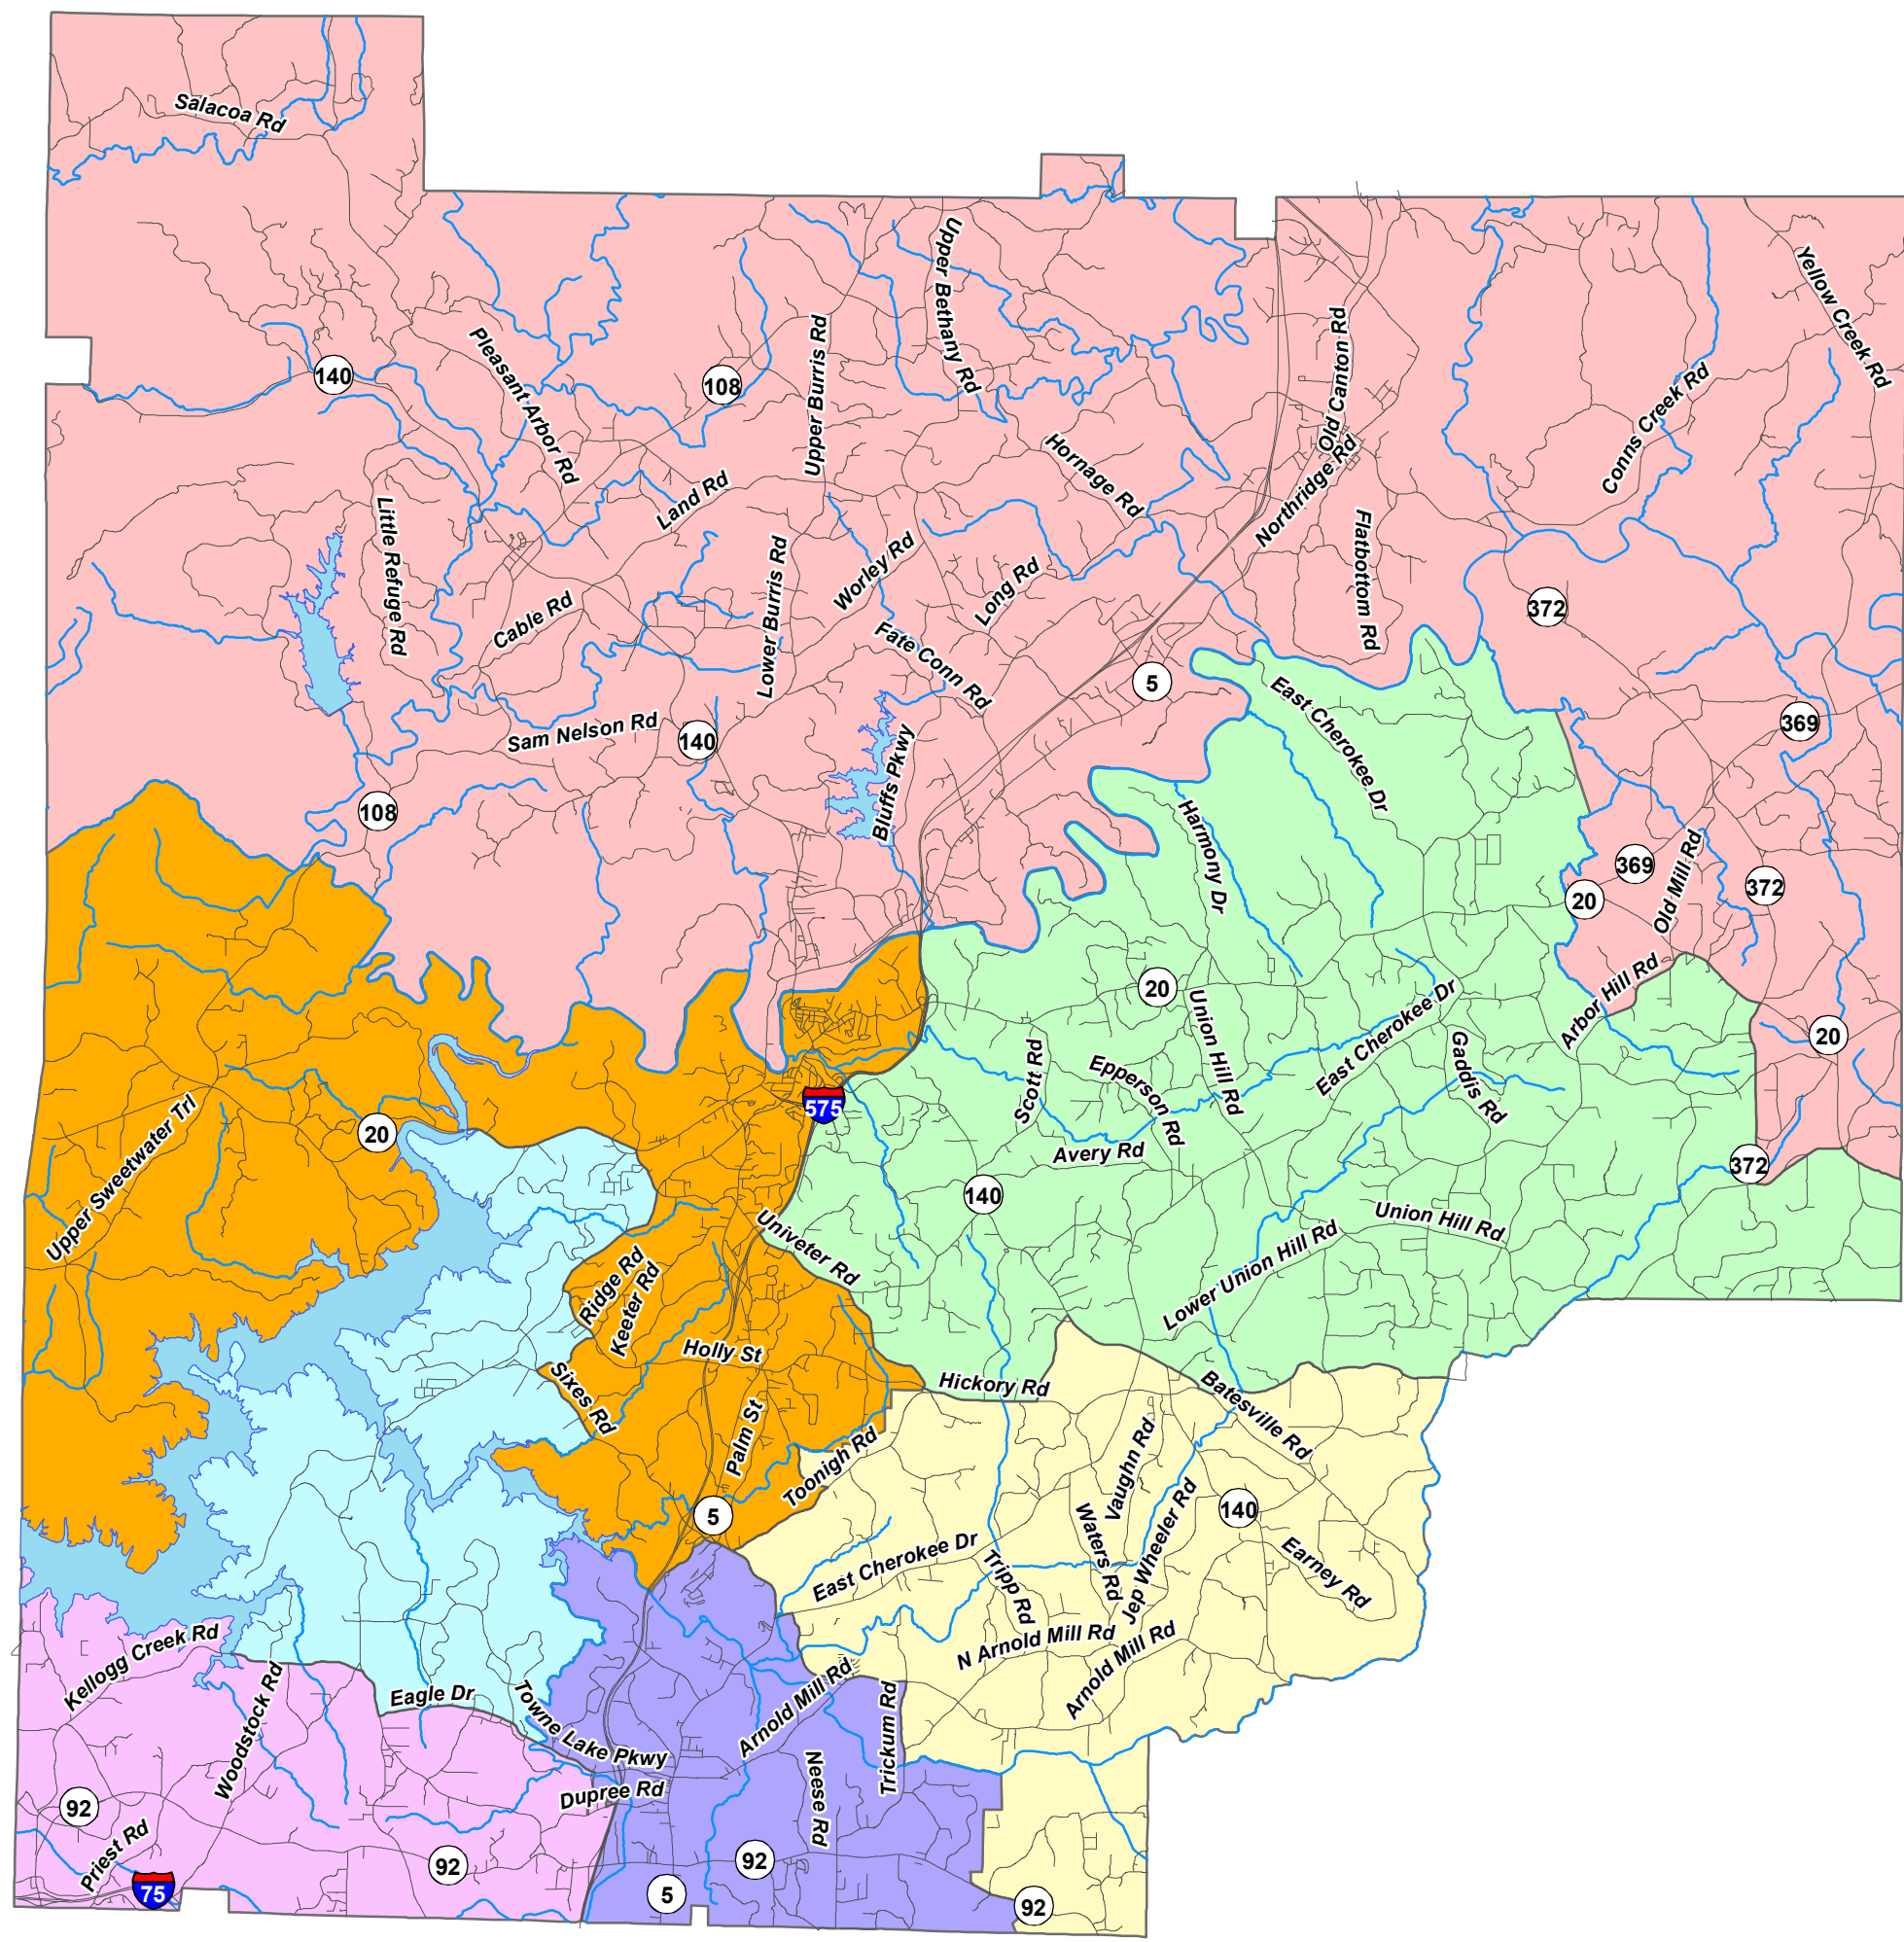 Salacoa Rd
Upper Bethany Rd
Yellow Creek Rd
140
Pleasant Arbor Rd
108
Upper Burris Rd
Old Canton Rd
Conns Creek Rd
Hornage Rd
Northridge Rd
Land Rd
Little Refuge Rd
Flatbottom Rd
Lower Burris Rd
Worley Rd
Long Rd
372
Cable Rd
Fate Conn Rd
5
East Cherokee Dr
369
Sam Nelson Rd
140
Bluffs Pkwy
108
Harmony Dr
369
Old Mill Rd
372
20
20
Union Hill Rd
East Cherokee Dr
Arbor Hill Rd
20
Scott Rd
Epperson Rd
Gaddis Rd
575
20
Upper Sweetwater Trl
Avery Rd
372
140
Univeter Rd
Union Hill Rd
Lower Union Hill Rd
Ridge Rd
Keeter Rd
Holly St
Sixes Rd
Hickory Rd
Batesville Rd
Palm St
Toonigh Rd
Vaughn Rd
5
140
Waters Rd
Jep Wheeler Rd
East Cherokee Dr
Tripp Rd
Earney Rd
Kellogg Creek Rd
N Arnold Mill Rd
Arnold Mill Rd
Woodstock Rd
Eagle Dr
Towne Lake Pkwy
Arnold Mill Rd
Trickum Rd
Dupree Rd
Neese Rd
92
Priest Rd
92
92
75
5
92